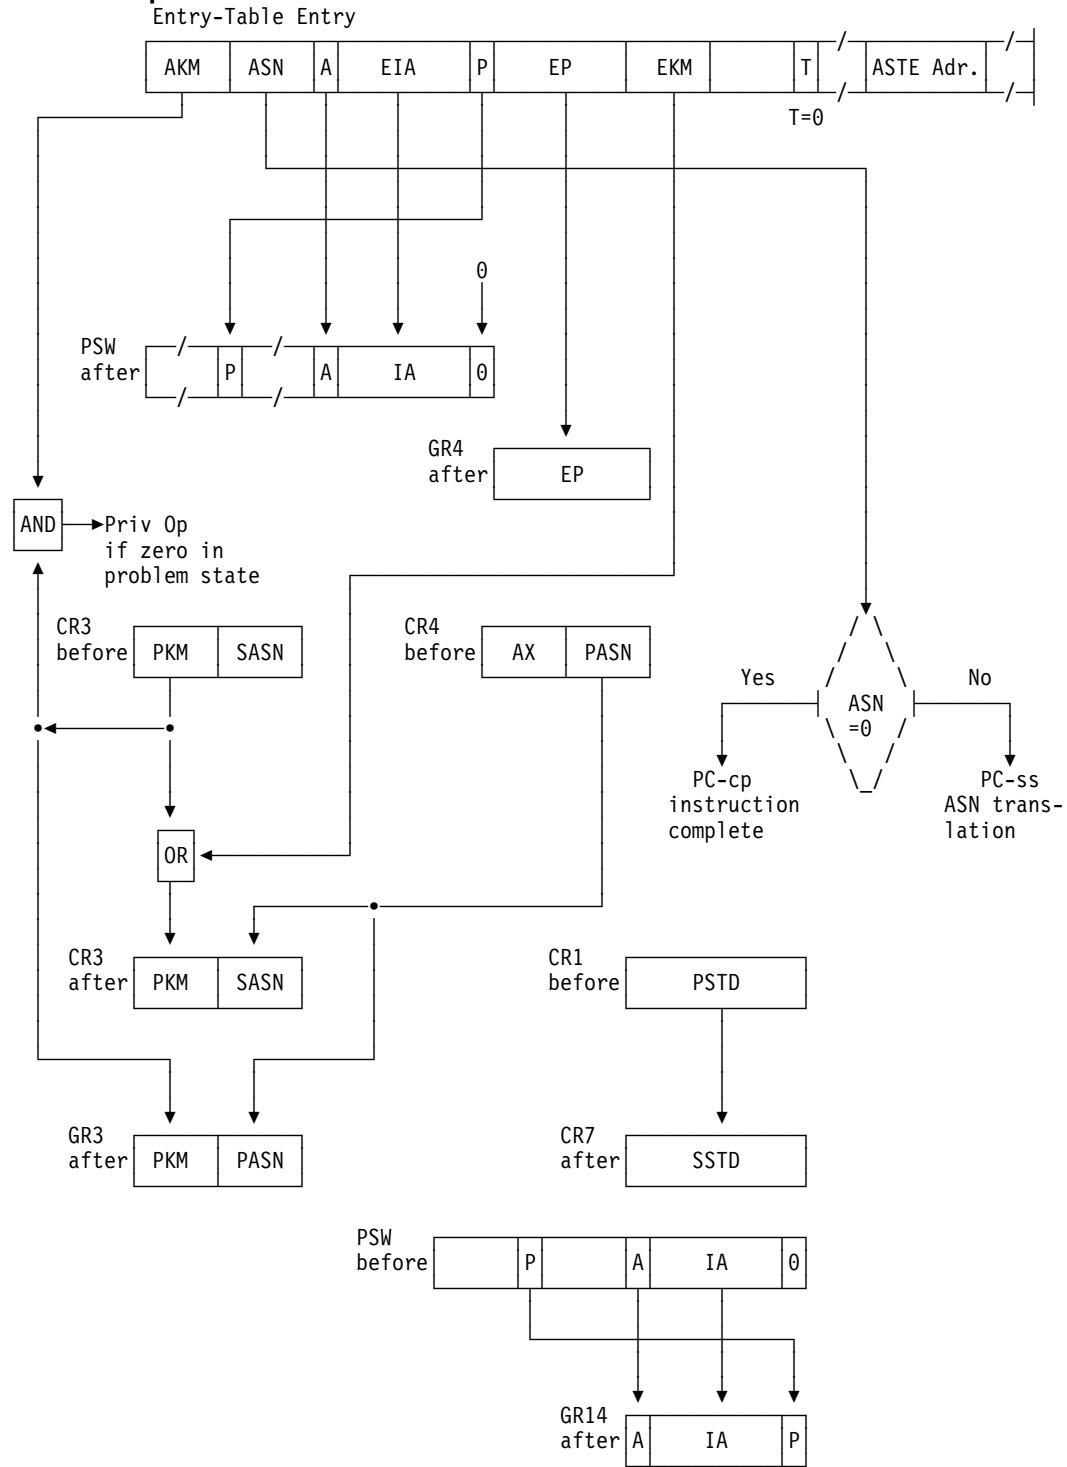 Entry-Table Entry
AKM ASN A EIA P EP EKM T ASTE Adr.
T=0
0
PSW
after P A IA 0
GR4
after EP
AND Priv Op
if zero in
problem state
CR3
before PKM SASN
CR4
before AX PASN
Yes
No
ASN
=0
PC-cp
instruction
complete
PC-ss
ASN trans-
lation
OR
CR3
after PKM SASN
CR1
before PSTD
GR3
after PKM PASN
CR7
after SSTD
PSW
before P A IA 0
GR14
after A IA P